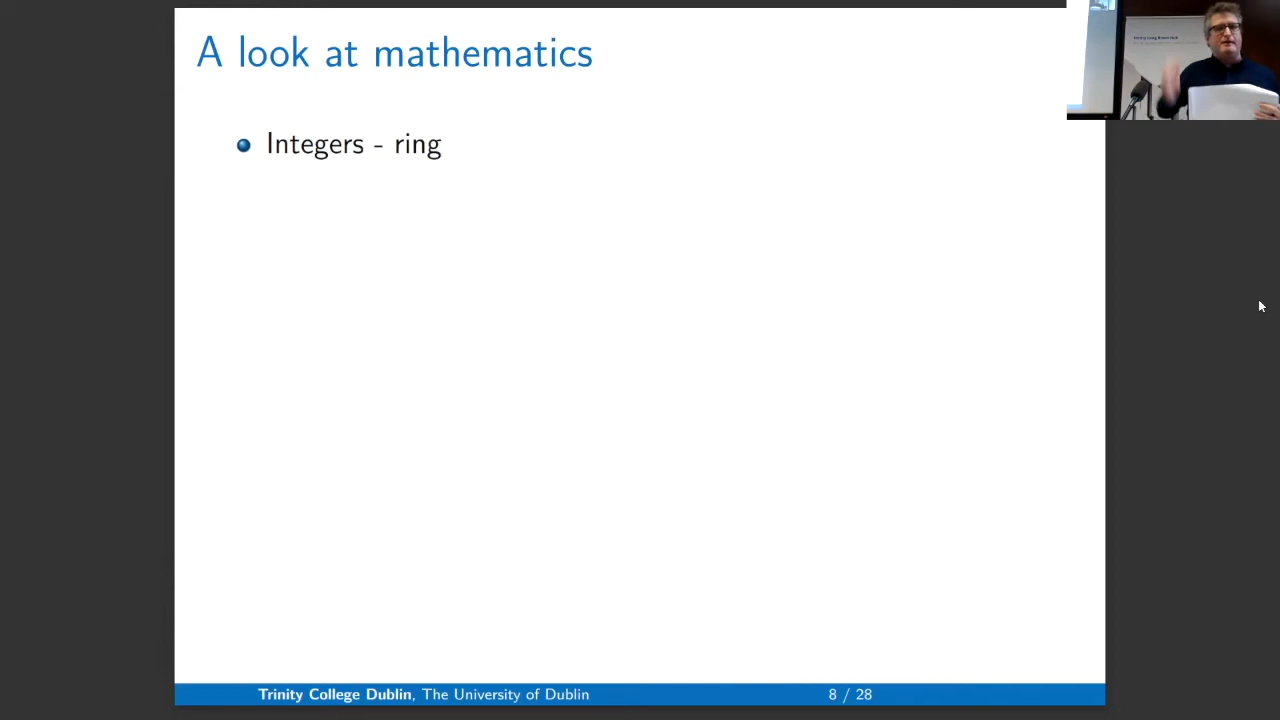 A look at mathematics
Integers - ring
Trinity College Dublin, The University of Dublin
8 / 28